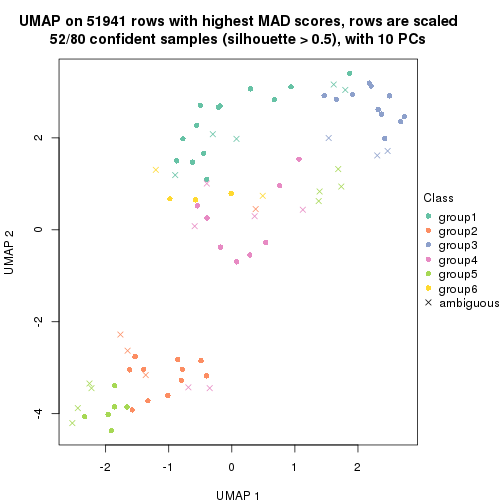 UMAP on 51941 rows with highest MAD scores, rows are scaled
52/80 confident samples (silhouette > 0.5), with 10 PCs
2
0
-2
-4
UMAP 2
-2
-1
0
1
2
UMAP 1
Class
group1
group2
group3
group4
group5
group6
ambiguous